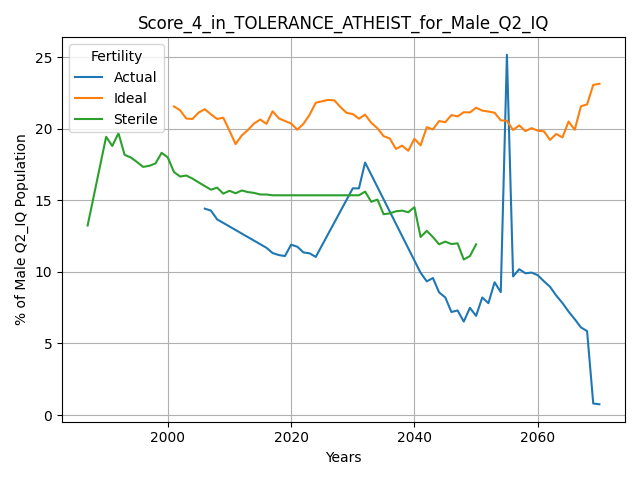 Score_4_in_TOLERANCE_ATHEIST_for_Male_Q2_IQ
Fertility
Actual
Ideal
Sterile
% of Male Q2_IQ Population
25
20
15
10
5
0
2000
2020
2040
2060
Years